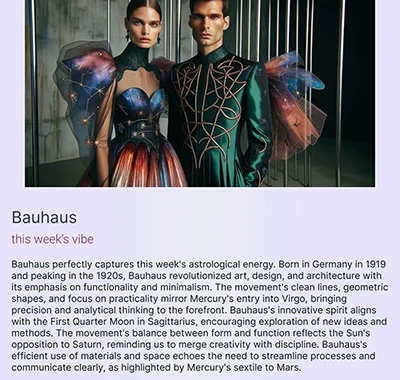 Bauhaus
this week's vibe
Bauhaus perfectly captures this week's astrological energy. Born in Germany in 1919
and peaking in the 1920s, Bauhaus revolutionized art, design, and architecture with
its emphasis on functionality and minimalism. The movement's clean lines, geometric
shapes, and focus on practicality mirror Mercury's entry into Virgo, bringing
precision and analytical thinking to the forefront. Bauhaus's innovative spirit aligns
with the First Quarter Moon in Sagittarius, encouraging exploration of new ideas and
methods. The movement's balance between form and function reflects the Sun's
opposition to Saturn, reminding us to merge creativity with discipline. Bauhaus's
efficient use of materials and space echoes the need to streamline processes and
communicate clearly, as highlighted by Mercury's sextile to Mars.